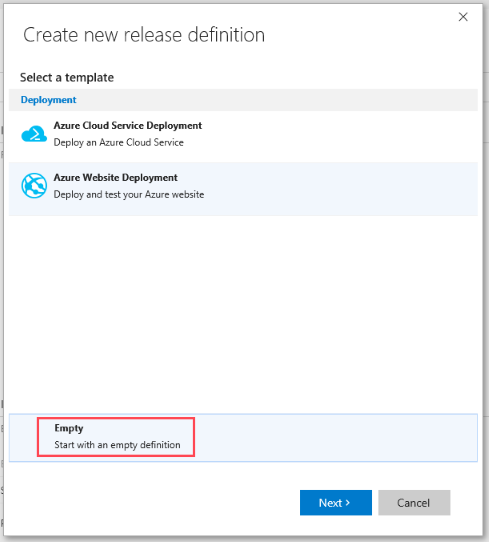 Create new release definition
Select a template
Deployment
Azure Cloud Service Deployment
Deploy an Azure Cloud Service
Azure Website Deployment
Deploy and test your Azure website
Empty
Start with an empty definition
Next >
Cancel